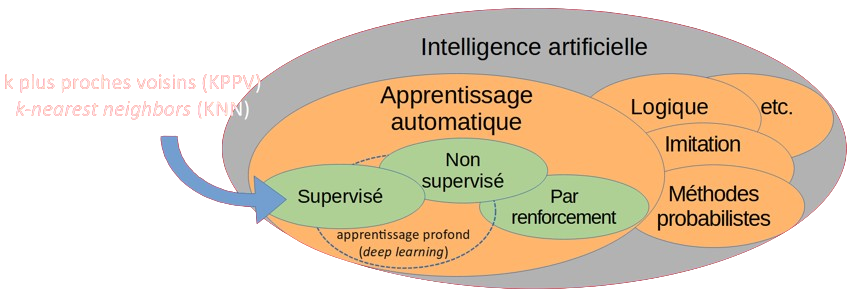 Intelligence artificielle
k plus proches voisins (KPPV)
k-nearest neighbors (KNN)
Apprentissage
automatique
Logique
etc.
Imitation
Non
supervisé
Supervisé
Par
renforcement
Méthodes
probabilistes
apprentissage profond
(deep learning)